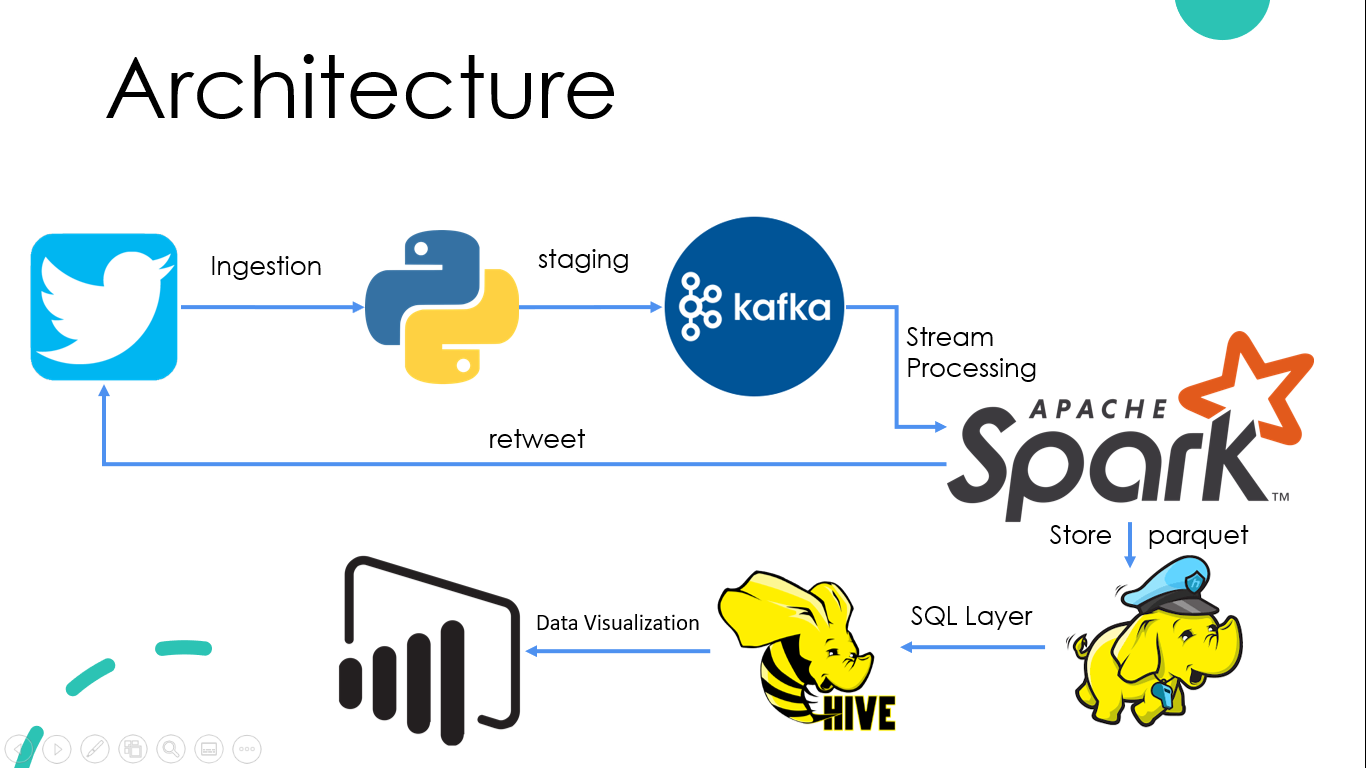 Architecture
Ingestion
staging
kafka
Stream
Processing
APACHE
Spark™
retweet
Store parquet
Data Visualization
HIVE
SQL Layer